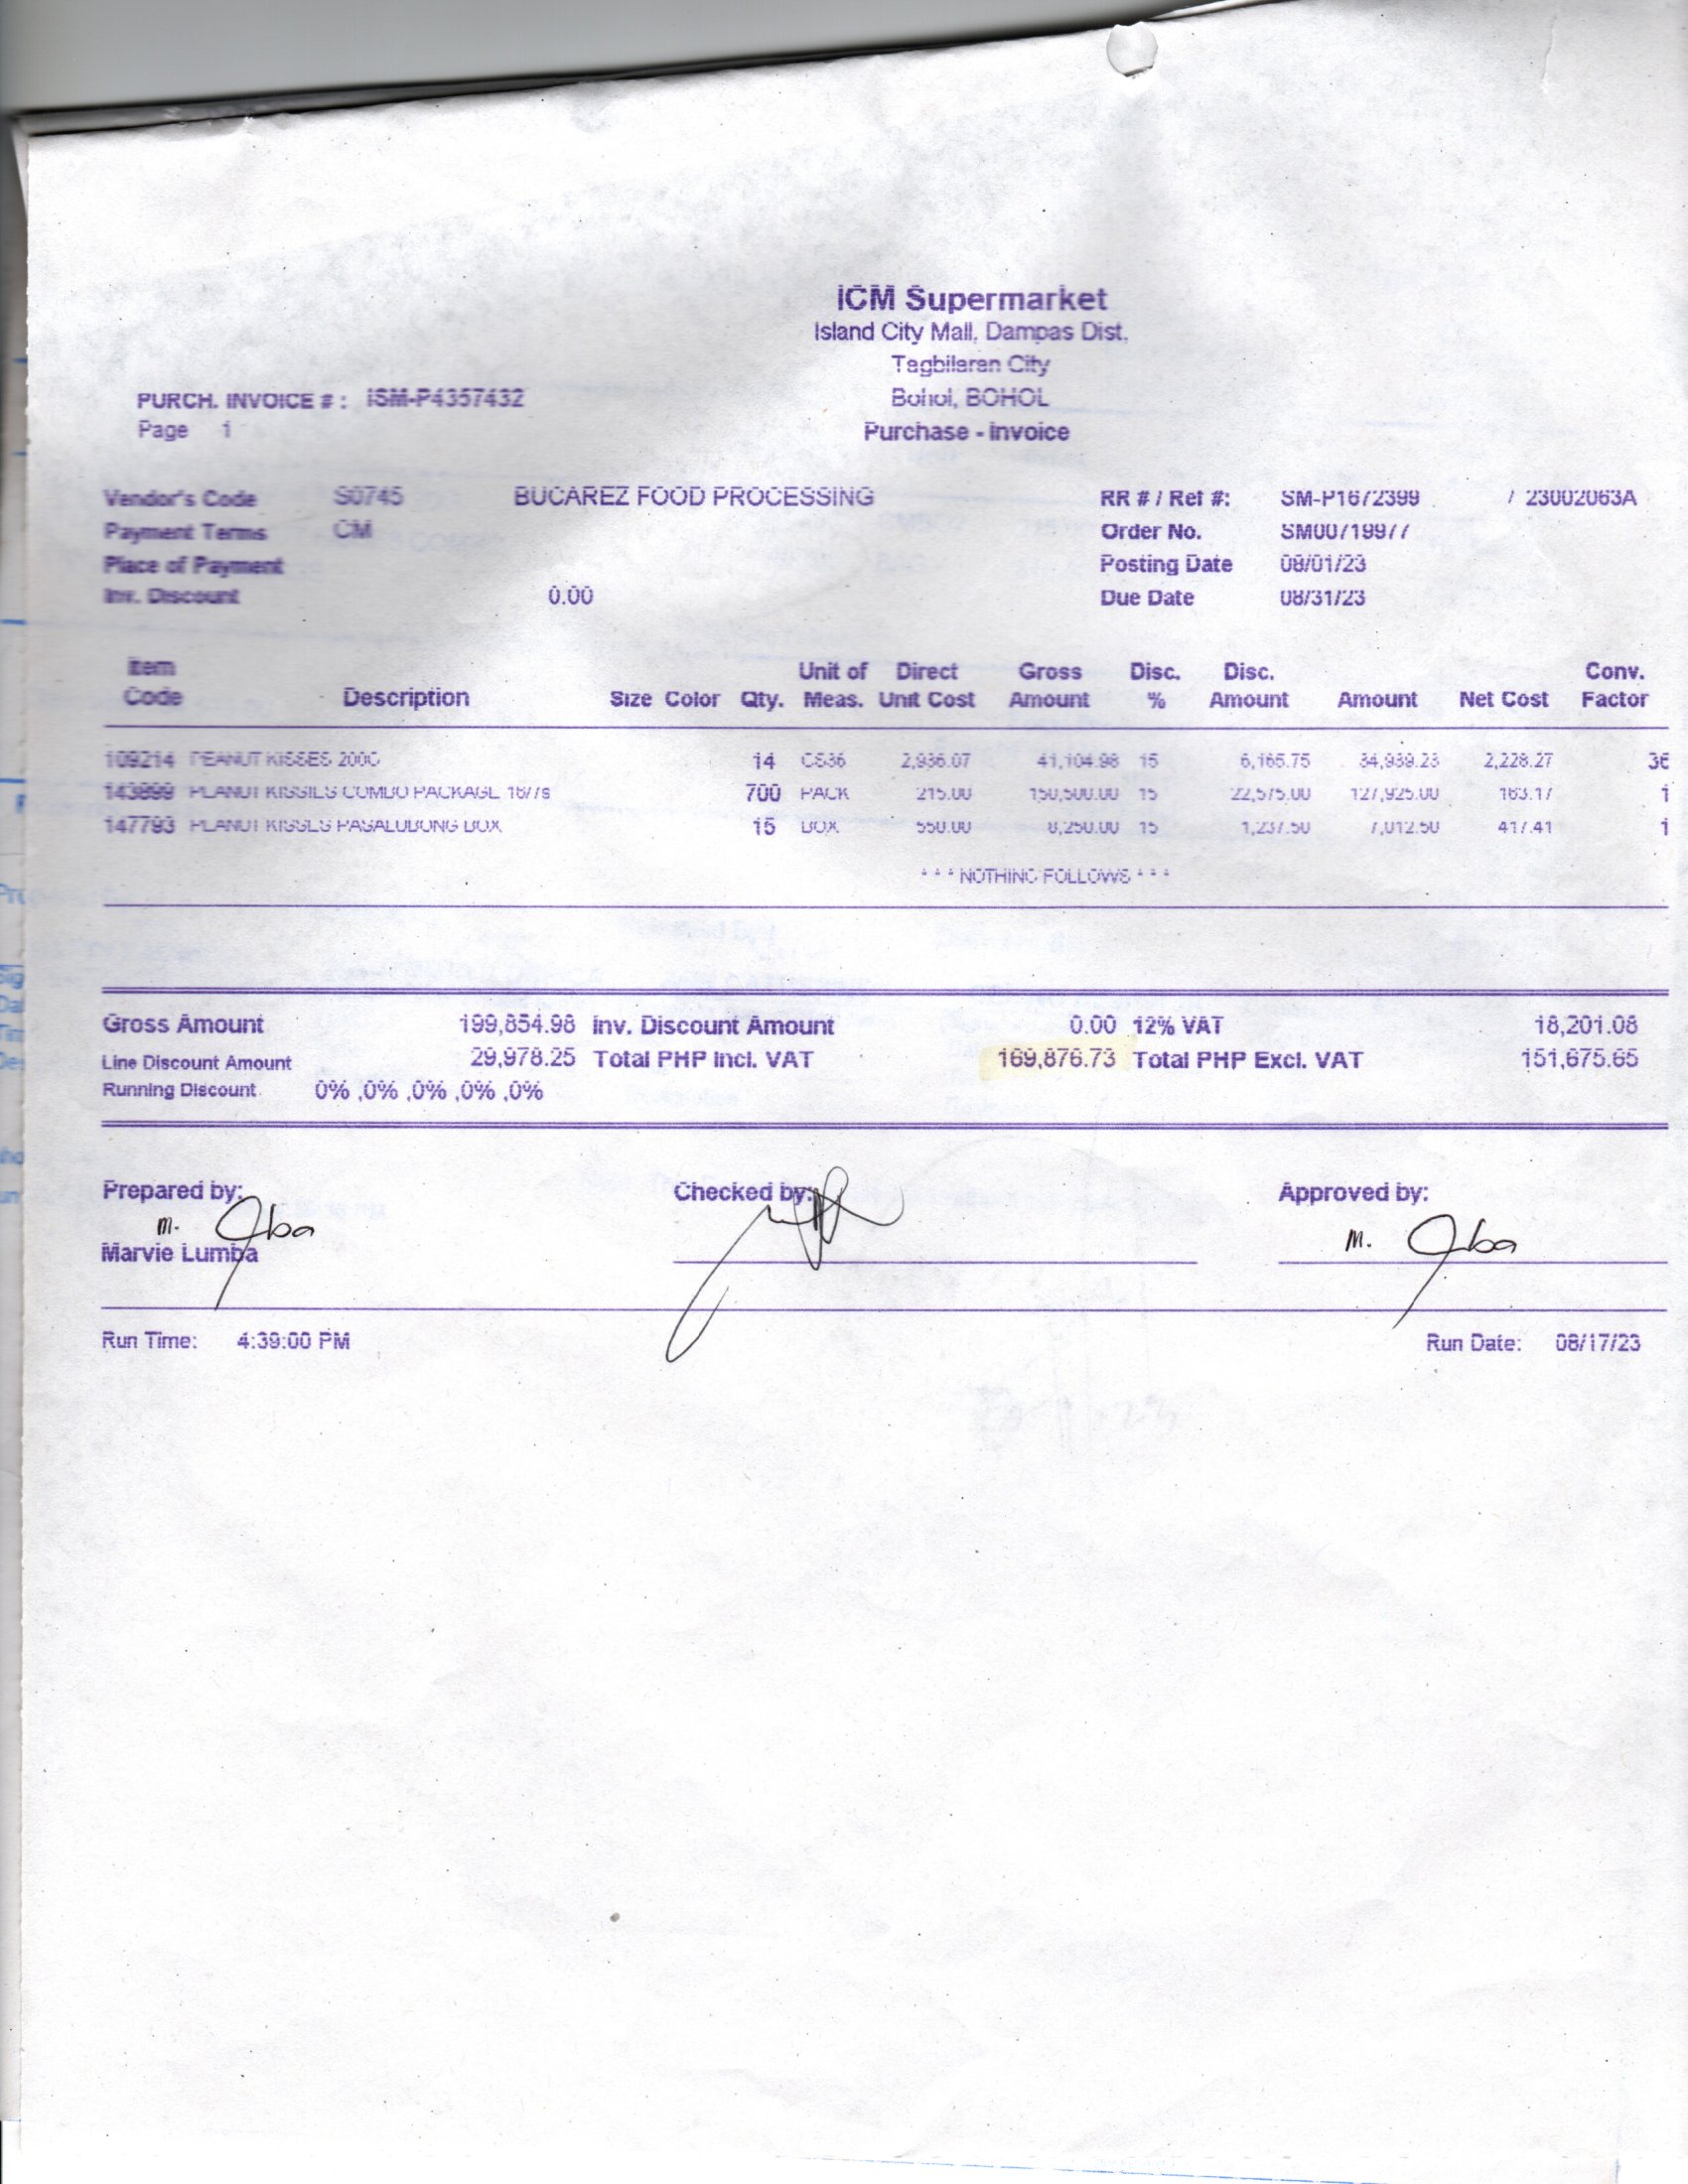 ICM Supermarket
Island City Mall, Dampas Dist.
Tagbilaran City
Bohol, BOHOL
Purchase - Invoice
PURCH. INVOICE # : ISM-P4357432
Page 1
Vendor's Code S0745 BUCAREZ FOOD PROCESSING RR # / Ref #: SM-P1672399 / 23002063A
Payment Terms CM Order No. SM00719977
Place of Payment Posting Date 08/01/23
Inv. Discount 0.00 Due Date 08/31/23
Item Unit of Direct Gross Disc. Disc. Conv.
Code Description Size Color Qty. Meas. Unit Cost Amount % Amount Amount Net Cost Factor
109214 PEANUT KISSES 200G 14 CS36 2,936.07 41,104.98 15 6,165.75 34,939.23 2,228.27 36
143899 PEANUT KISSES COMBO PACKAGE 215.00 700 PACK 150,500.00 15 22,575.00 127,925.00 163.17 1
147793 PEANUT KISSES PASALUBONG BOX 15 BOX 550.00 8,250.00 15 1,237.50 7,012.50 417.41 1
* * * NOTHING FOLLOWS * * *
Gross Amount 199,854.98 Inv. Discount Amount 0.00 12% VAT 18,201.08
Line Discount Amount 29,978.25 Total PHP Incl. VAT 169,876.73 Total PHP Excl. VAT 151,675.65
Running Discount 0% ,0% ,0% ,0% ,0%
Prepared by: Checked by: Approved by:
Marvie Lumba
Run Time: 4:39:00 PM Run Date: 08/17/23